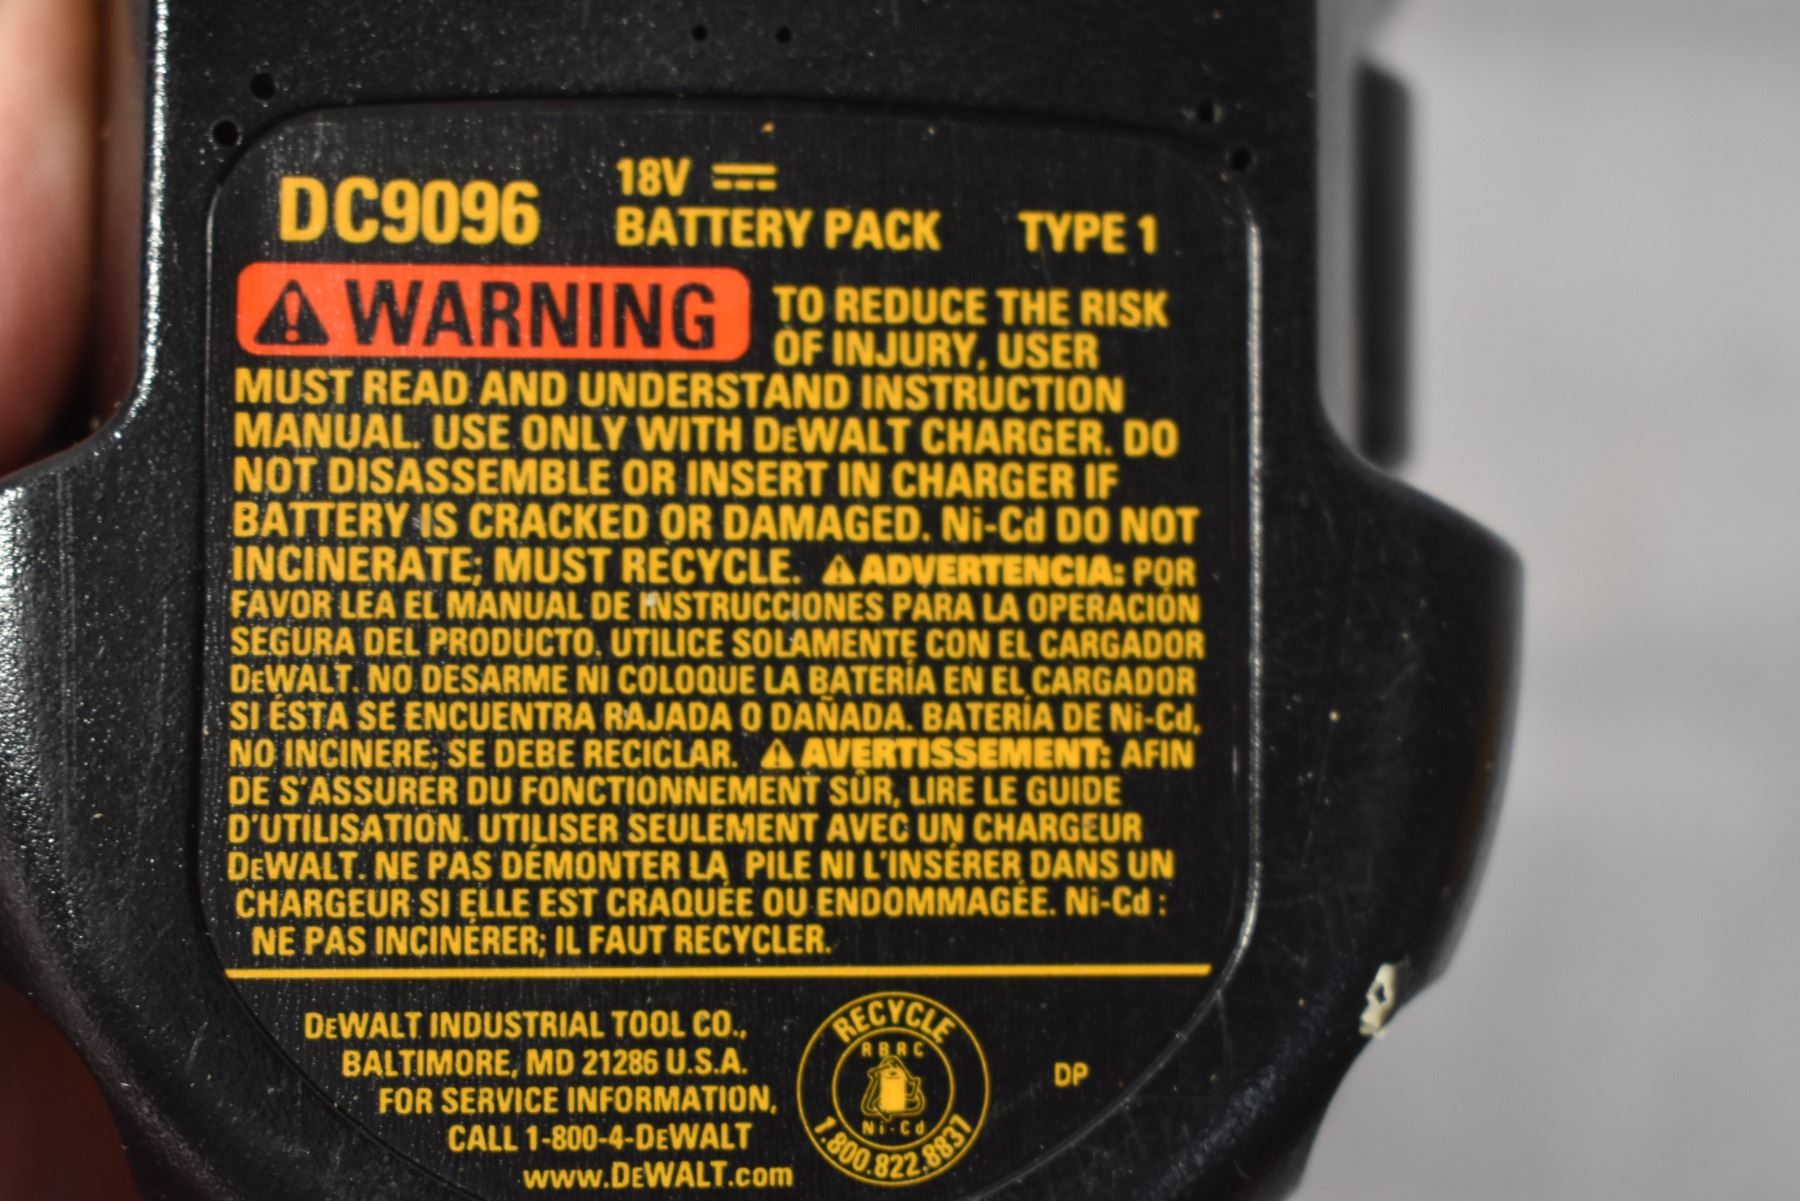 DC9096
18V
BATTERY PACK TYPE 1
WARNING TO REDUCE THE RISK
OF INJURY, USER
MUST READ AND UNDERSTAND INSTRUCTION
MANUAL. USE ONLY WITH DEWALT CHARGER. DO
NOT DISASSEMBLE OR INSERT IN CHARGER IF
BATTERY IS CRACKED OR DAMAGED. Ni-Cd DO NOT
INCINERATE; MUST RECYCLE. ADVERTENCIA: POR
FAVOR LEA EL MANUAL DE INSTRUCCIONES PARA LA OPERACIÓN
SEGURA DEL PRODUCTO. UTILICE SOLAMENTE CON EL CARGADOR
DEWALT. NO DESARME NI COLOQUE LA BATERÍA EN EL CARGADOR
SI ÉSTA SE ENCUENTRA RAJADA O DAÑADA. BATERÍA DE Ni-Cd,
NO INCINERE; SE DEBE RECICLAR. AVERTISSEMENT: AFIN
DE S'ASSURER DU FONCTIONNEMENT SÛR, LIRE LE GUIDE
D'UTILISATION. UTILISER SEULEMENT AVEC UN CHARGEUR
DEWALT. NE PAS DÉMONTER LA PILE NI L'INSÉRER DANS UN
CHARGEUR SI ELLE EST CRAQUÉE OU ENDOMMAGÉE. Ni-Cd :
NE PAS INCINÉRER; IL FAUT RECYCLER.
DEWALT INDUSTRIAL TOOL CO.,
BALTIMORE, MD 21286 U.S.A.
FOR SERVICE INFORMATION,
CALL 1-800-4-DEWALT
www.DEWALT.com
RECYCLE
RBRC
Ni-Cd
1.800.822.8837
DP